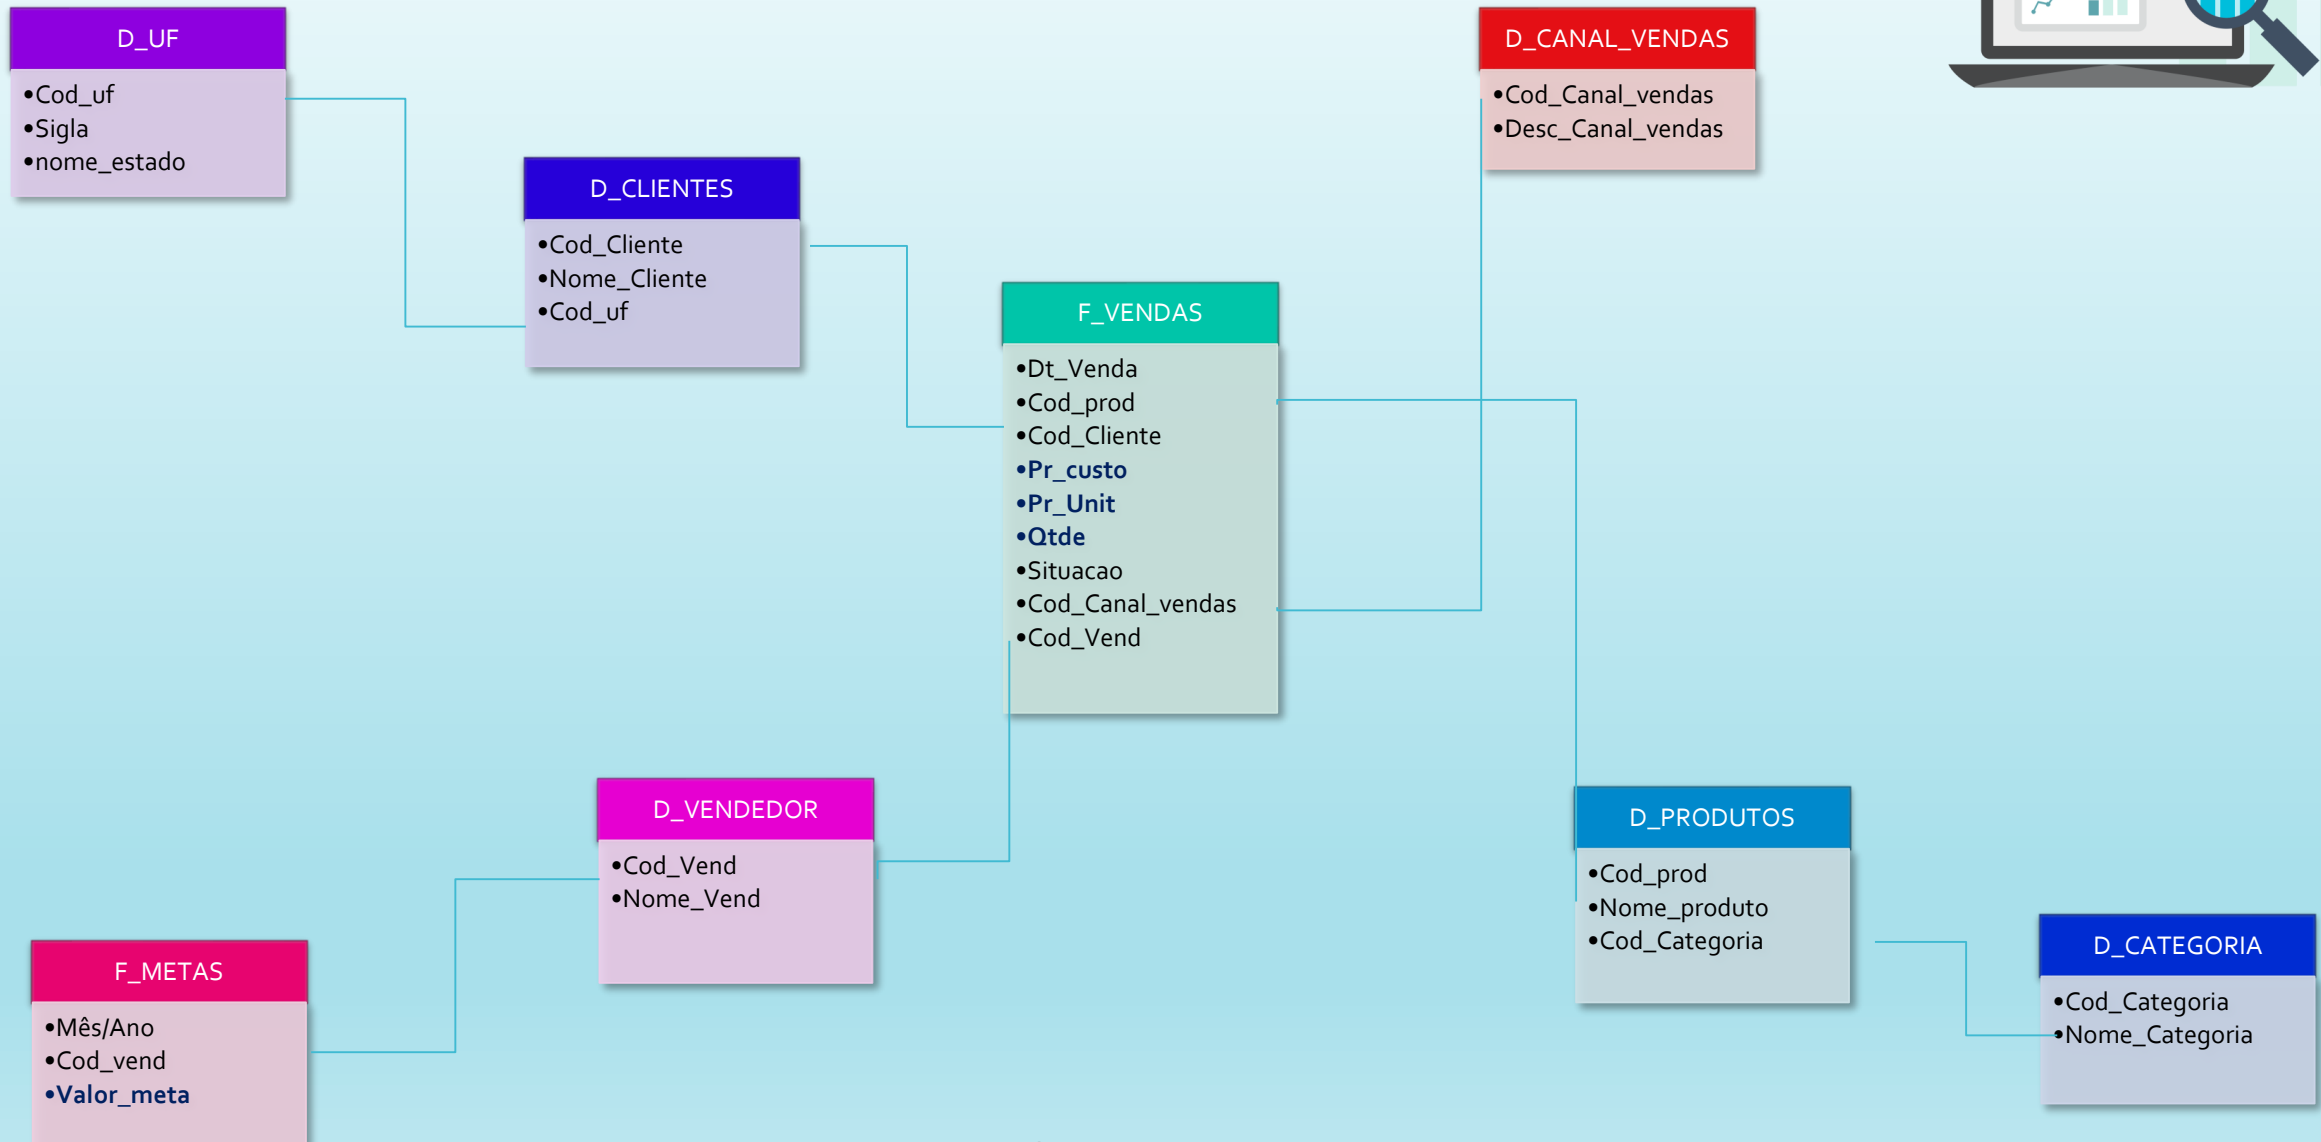 D_UF
•Cod_uf
•Sigla
•nome_estado
D_CLIENTES
•Cod_Cliente
•Nome_Cliente
•Cod_uf
F_VENDAS
•Dt_Venda
•Cod_prod
•Cod_Cliente
•Pr_custo
•Pr_Unit
•Qtde
•Situacao
•Cod_Canal_vendas
•Cod_Vend
D_CANAL_VENDAS
•Cod_Canal_vendas
•Desc_Canal_vendas
D_VENDEDOR
•Cod_Vend
•Nome_Vend
F_METAS
•Mês/Ano
•Cod_vend
•Valor_meta
D_PRODUTOS
•Cod_prod
•Nome_produto
•Cod_Categoria
D_CATEGORIA
•Cod_Categoria
•Nome_Categoria